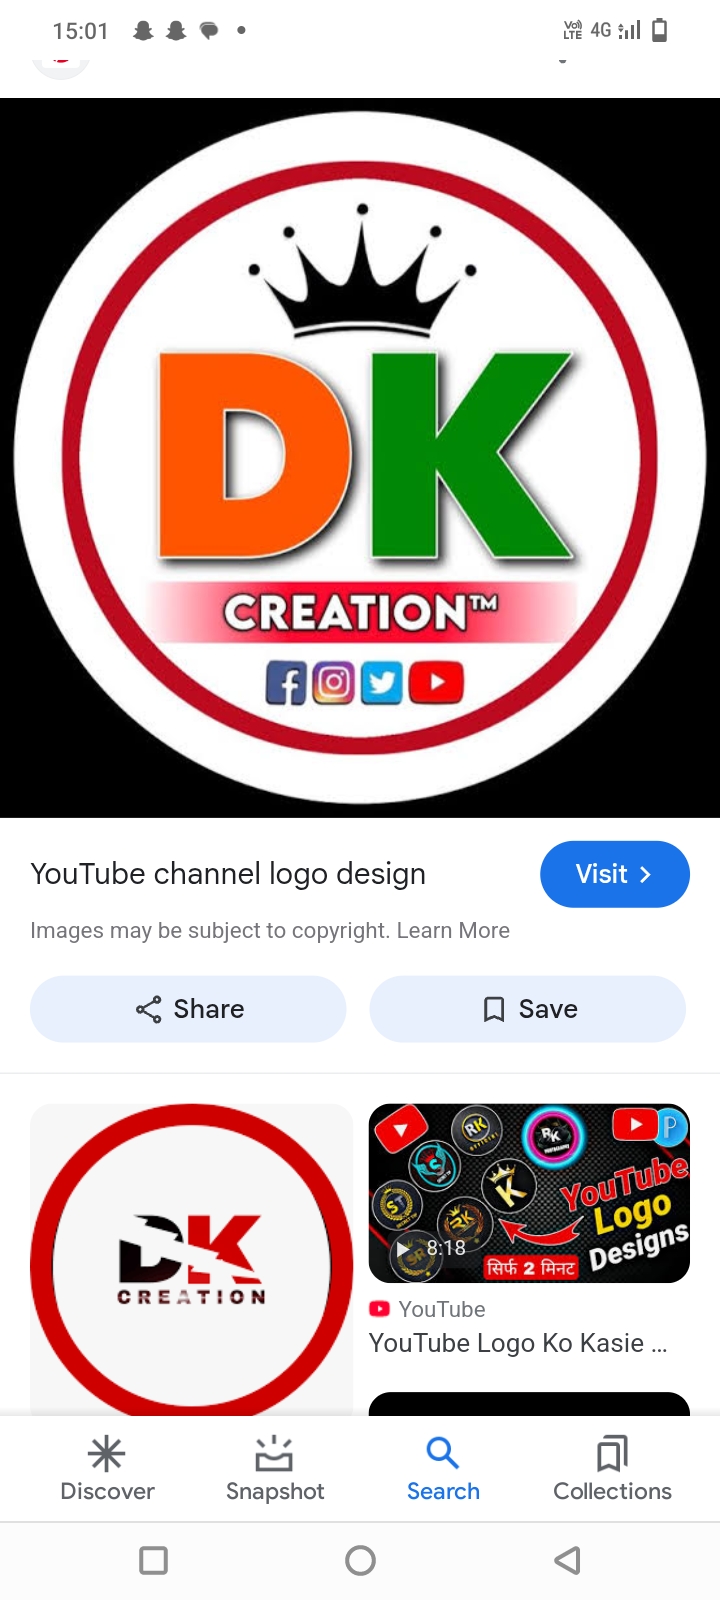 15:01
Vo) LTE 4G
DK
CREATION™
YouTube channel logo design
Visit
Images may be subject to copyright. Learn More
Share
Save
DK
CREATION
RK
RK
K
ST
RK
SR
YouTube
Logo
Designs
8:18
सिर्फ 2 मिनट
YouTube
YouTube Logo Ko Kasie ...
Discover
Snapshot
Search
Collections